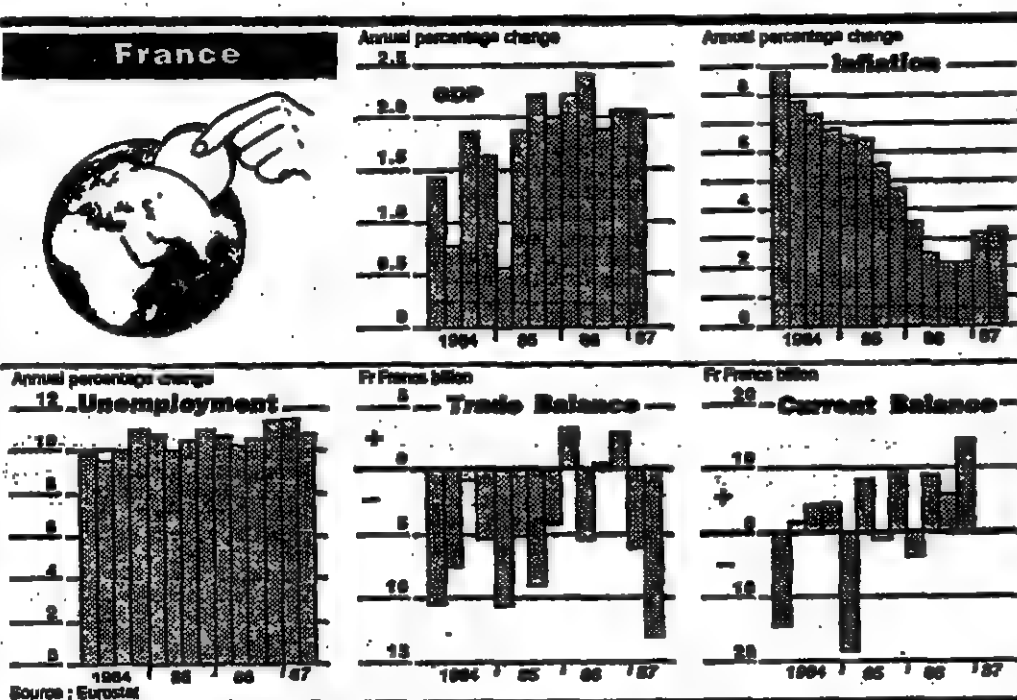 France
Annual percentage change
GDP
2.5
2.0
1.5
1.0
0.5
0
1984 85 86 87
Annual percentage change
Inflation
8
6
4
2
0
1984 85 86 87
Annual percentage change
Unemployment
12
10
8
6
4
2
0
1984 85 86 87
Source : Eurostat
Fr Francs billion
Trade Balance
5
+
0
–
5
10
15
1984 85 86 87
Fr Francs billion
Current Balance
20
10
+
0
–
10
20
1984 85 86 87